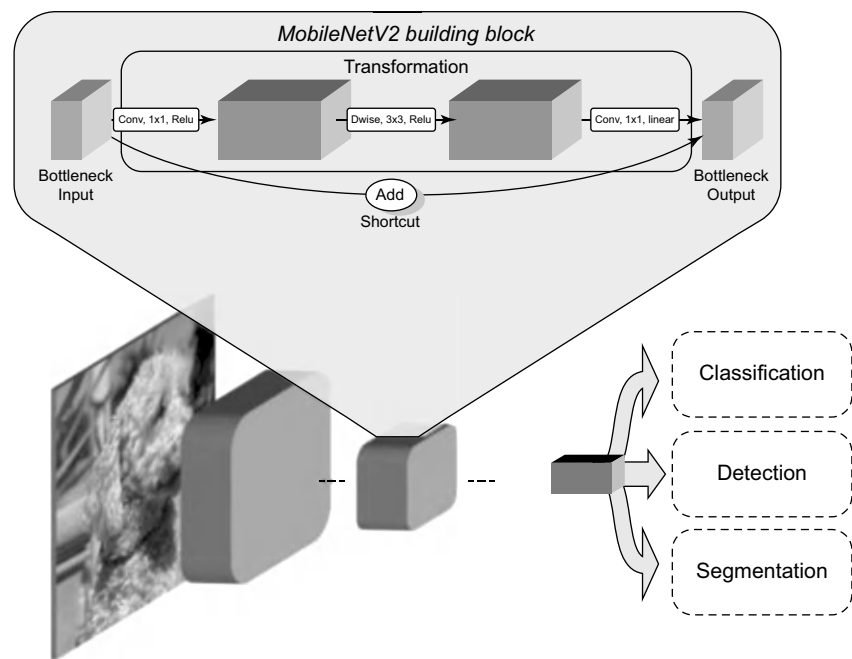 MobileNetV2 building block
Transformation
Conv, 1x1, Relu
Dwise, 3x3, Relu
Conv, 1x1, linear
Bottleneck
Input
Add
Shortcut
Bottleneck
Output
Classification
Detection
Segmentation